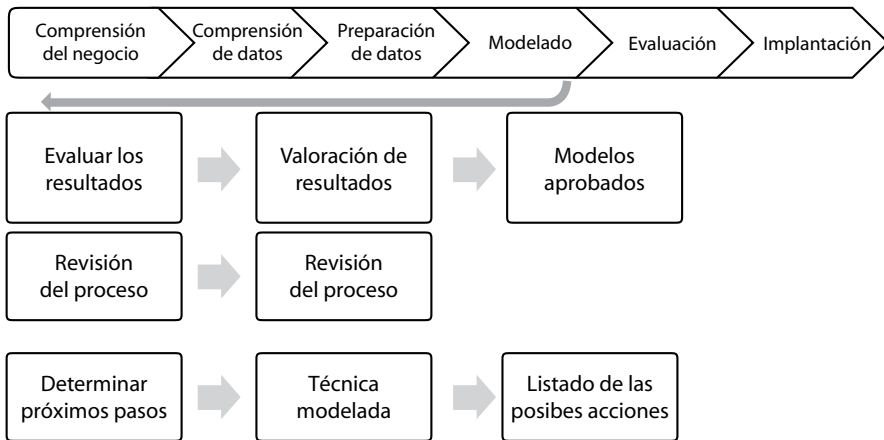 Comprensión
del negocio
Comprensión
de datos
Preparación
de datos
Modelado
Evaluación
Implantación
Evaluar los
resultados
Valoración de
resultados
Modelos
aprobados
Revisión
del proceso
Revisión
del proceso
Determinar
próximos pasos
Técnica
modelada
Listado de las
posibes acciones